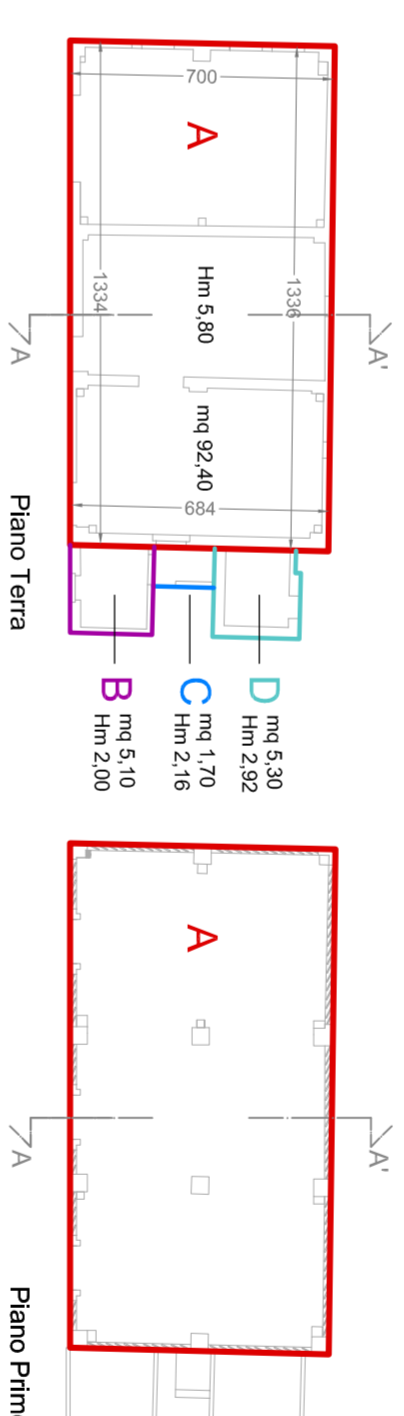 700
A
1336
1334
Hm 5,80
mq 92,40
684
A'
A
Piano Terra
D
mq 5,30
Hm 2,92
C
mq 1,70
Hm 2,16
B
mq 5,10
Hm 2,00
A
A'
A
Piano Prim